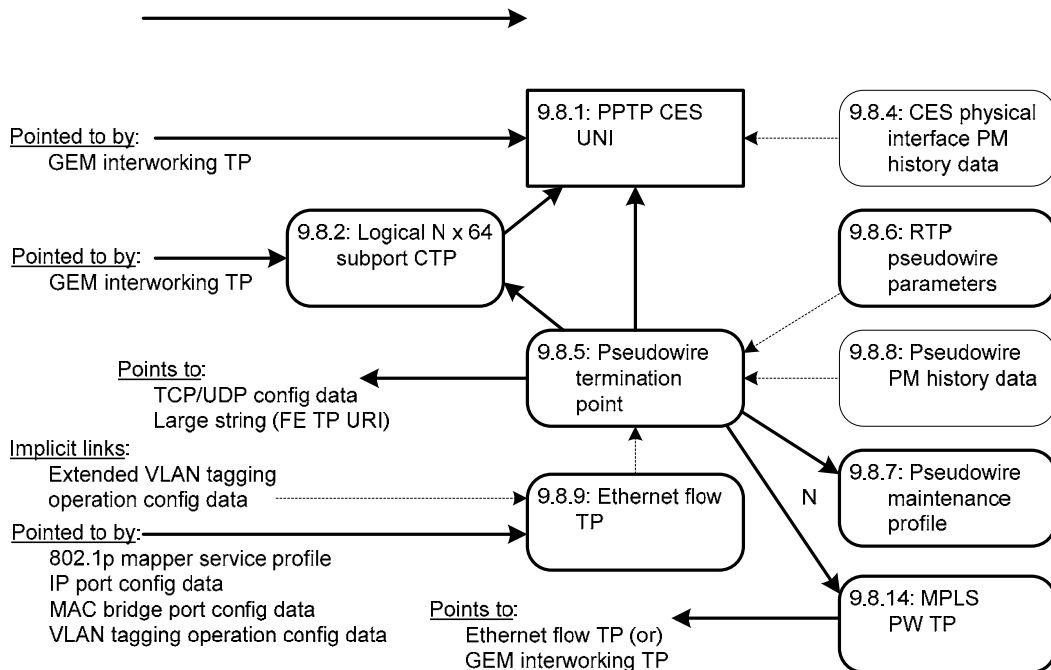 9.8.1: PPTP CES
UNI
9.8.4: CES physical
interface PM
history data
Pointed to by:
GEM interworking TP
9.8.2: Logical N x 64
support CTP
9.8.6: RTP
pseudowire
parameters
Pointed to by:
GEM interworking TP
9.8.5: Pseudowire
termination
point
9.8.8: Pseudowire
PM history data
Points to:
TCP/UDP config data
Large string (FE TP URI)
Implicit links:
Extended VLAN tagging
operation config data
9.8.9: Ethernet flow
TP
N
9.8.7: Pseudowire
maintenance
profile
Pointed to by:
802.1p mapper service profile
IP port config data
MAC bridge port config data
VLAN tagging operation config data
9.8.14: MPLS
PW TP
Points to:
Ethernet flow TP (or)
GEM interworking TP